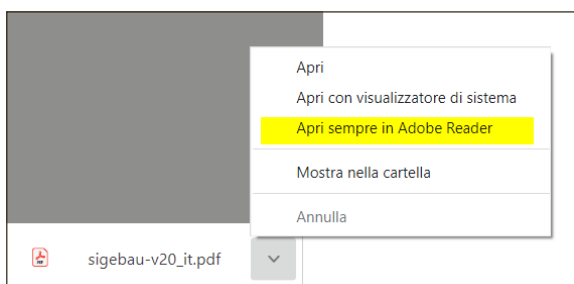 Apri
Apri con visualizzatore di sistema
Apri sempre in Adobe Reader
Mostra nella cartella
Annulla
sigebau-v20_it.pdf